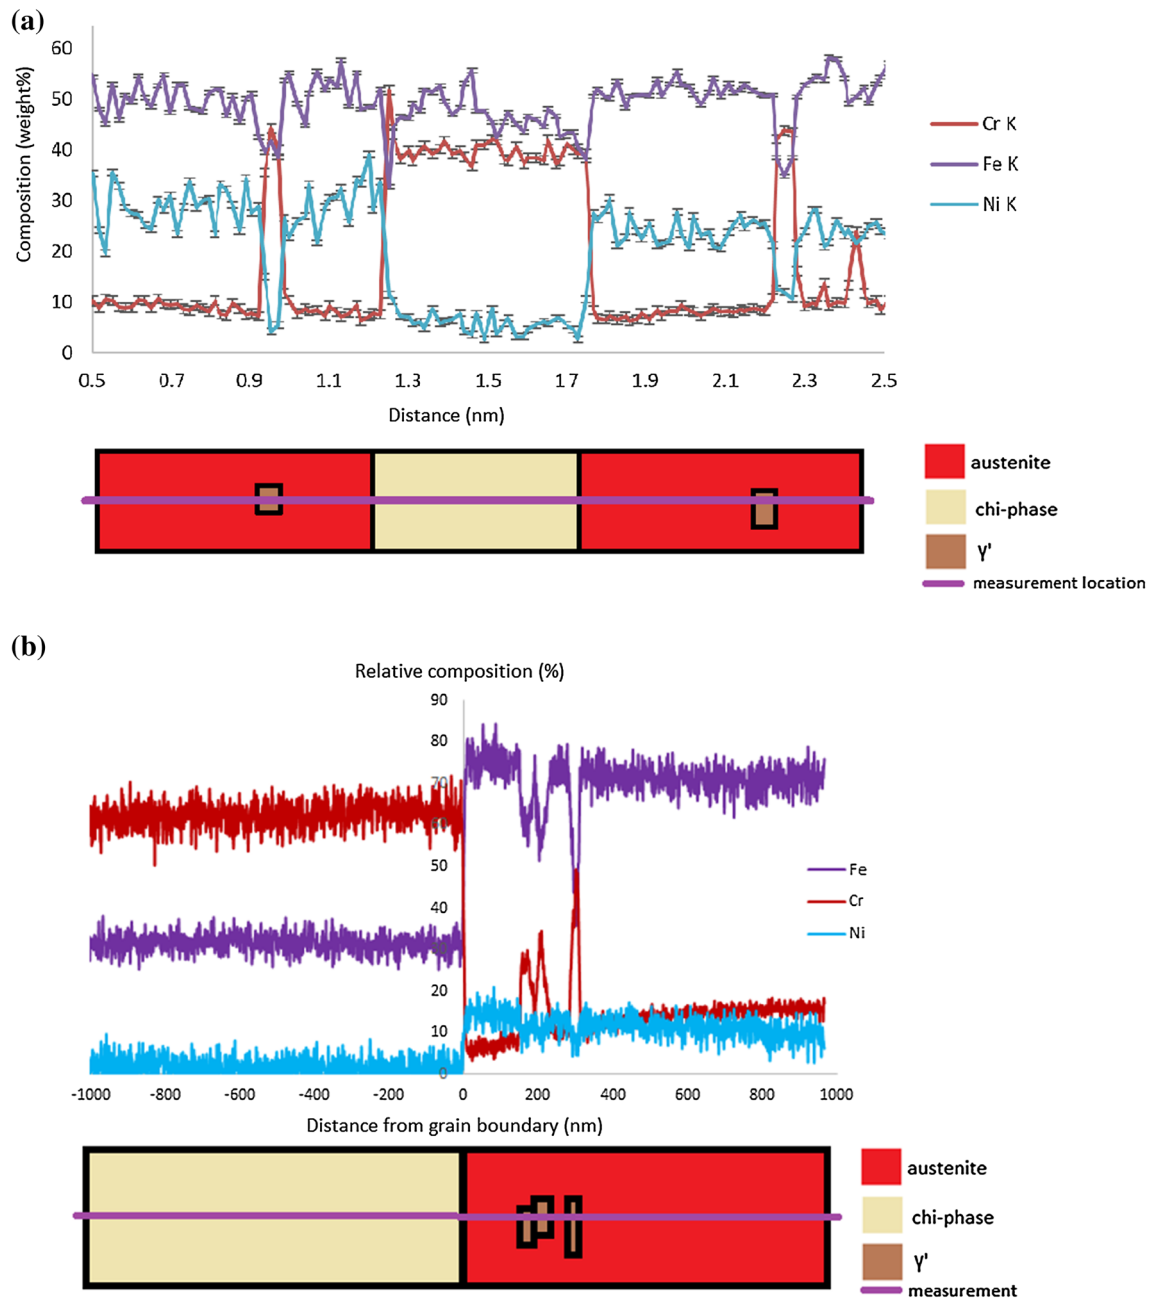 (a)
Composition (weight%)
60
50
40
30
20
10
0
0.5 0.7 0.9 1.1 1.3 1.5 1.7 1.9 2.1 2.3 2.5
Distance (nm)
Cr K
Fe K
Ni K
austenite
chi-phase
γ'
measurement location
(b)
Relative composition (%)
90
80
70
60
50
40
30
20
10
0
-1000 -800 -600 -400 -200 0 200 400 600 800 1000
Distance from grain boundary (nm)
Fe
Cr
Ni
austenite
chi-phase
γ'
measurement